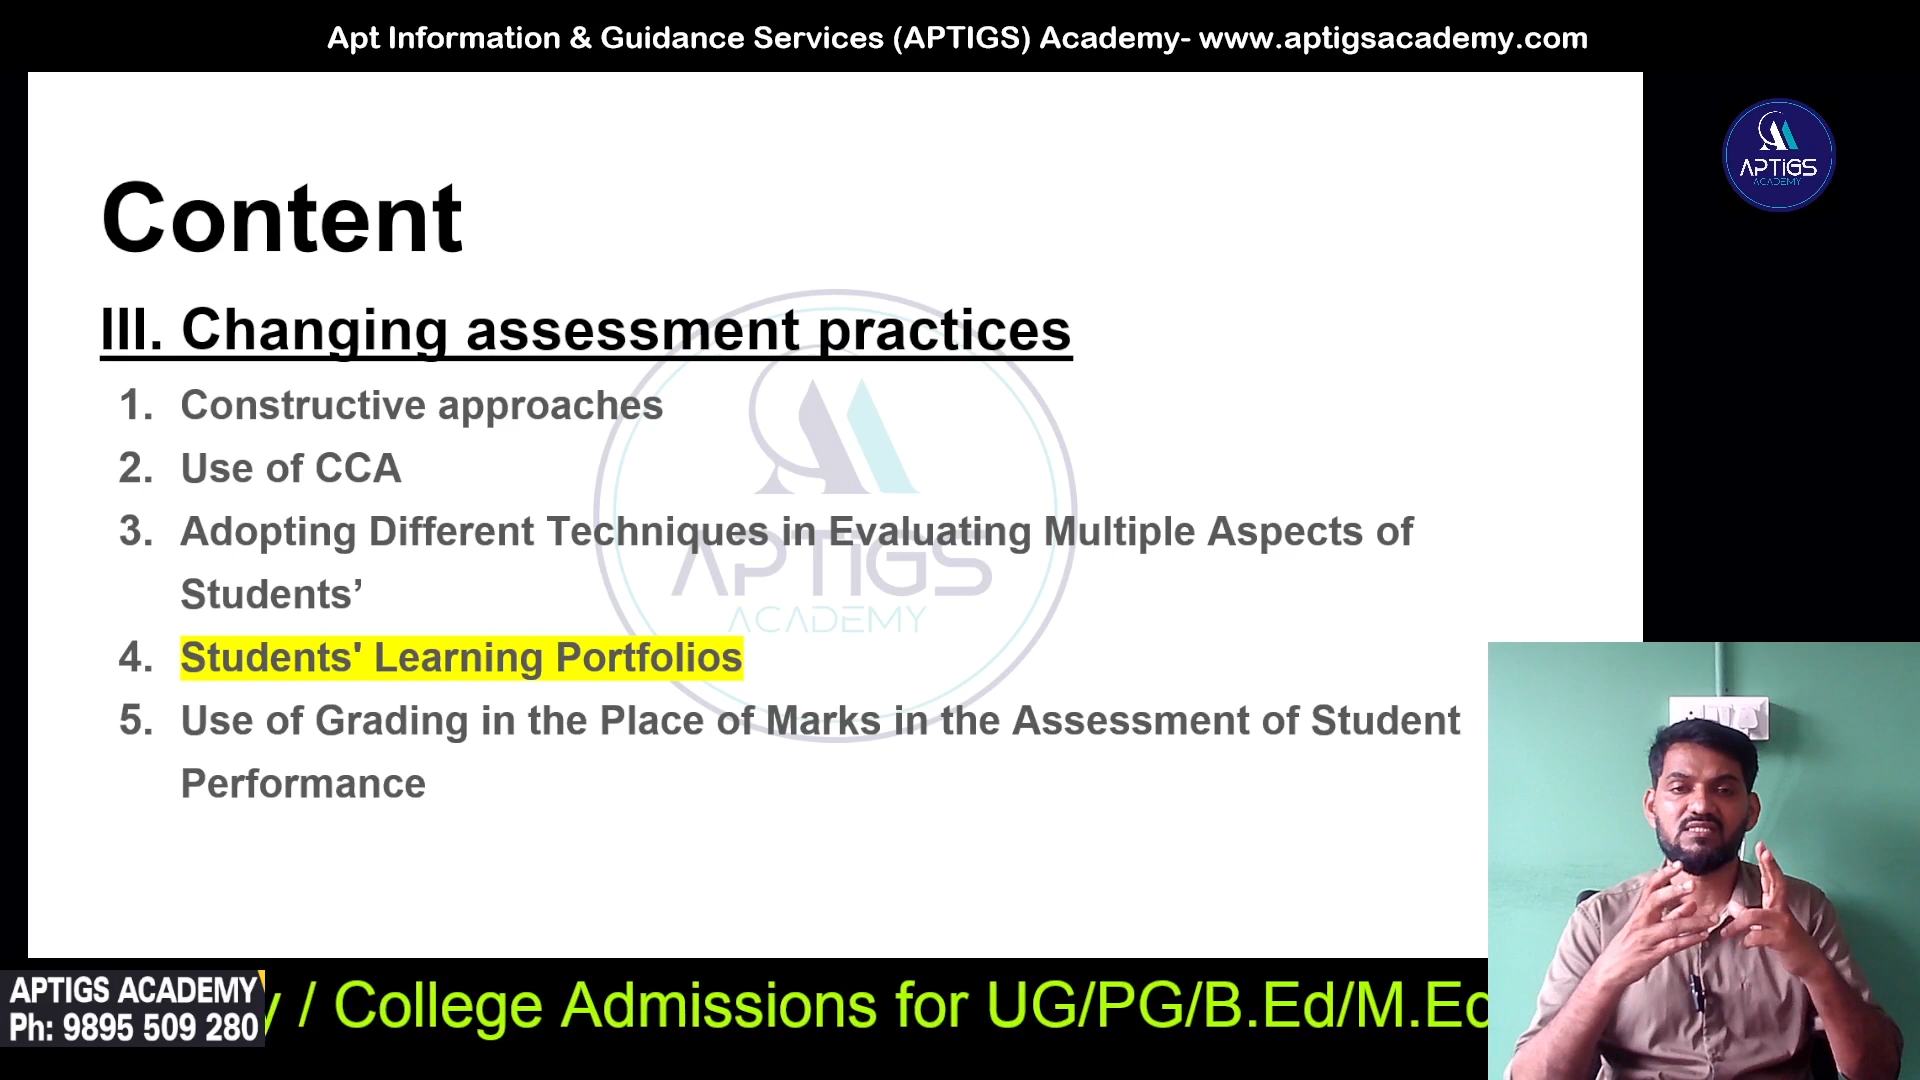 Apt Information & Guidance Services (APTIGS) Academy- www.aptigsacademy.com
APTiGS
ACADEMY
Content
III. Changing assessment practices
1. Constructive approaches
2. Use of CCA
3. Adopting Different Techniques in Evaluating Multiple Aspects of
Students’
4. Students' Learning Portfolios
5. Use of Grading in the Place of Marks in the Assessment of Student
Performance
APTiGS
ACADEMY
APTIGS ACADEMY
Ph: 9895 509 280
/ College Admissions for UG/PG/B.Ed/M.Ed